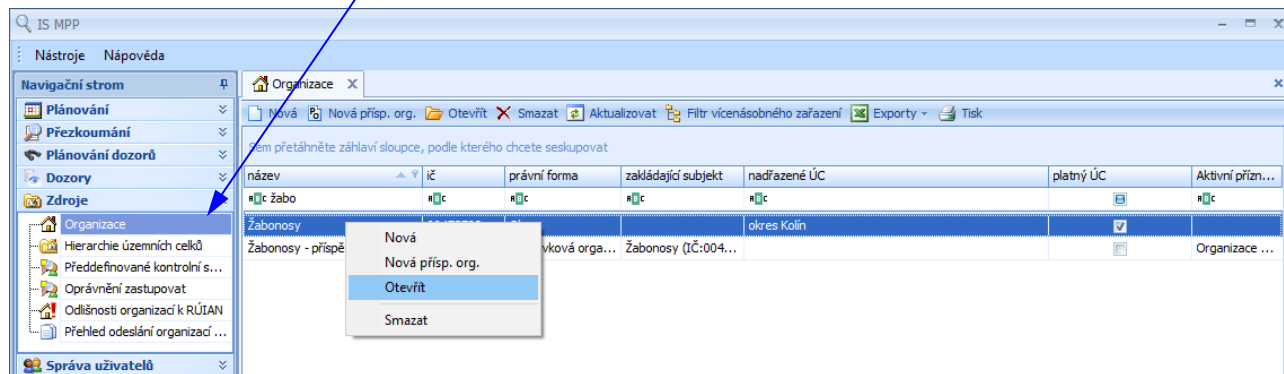 IS MPP
Nástroje Nápověda
Navigační strom
Plánování
Přezkoumání
Plánování dozorů
Dozory
Zdroje
Organizace
Hierarchie územních celků
Předdefinované kontrolní s...
Oprávnění zastupovat
Odlišnosti organizací k RÚIAN
Přehled odeslání organizací ...
Správa uživatelů
Organizace
Nová Nová přísp. org. Otevřít Smazat Aktualizovat Filtr vícenásobného zařazení Exporty Tisk
Sem přetáhněte záhlaví sloupce, podle kterého chcete seskupovat
název ič právní forma zakládající subjekt nadřazené ÚC platný ÚC Aktivní přízn...
žabo
Žabonosy okres Kolín
Žabonosy - příspě vková orga... Žabonosy (IČ:004... Organizace ...
Nová
Nová přísp. org.
Otevřít
Smazat